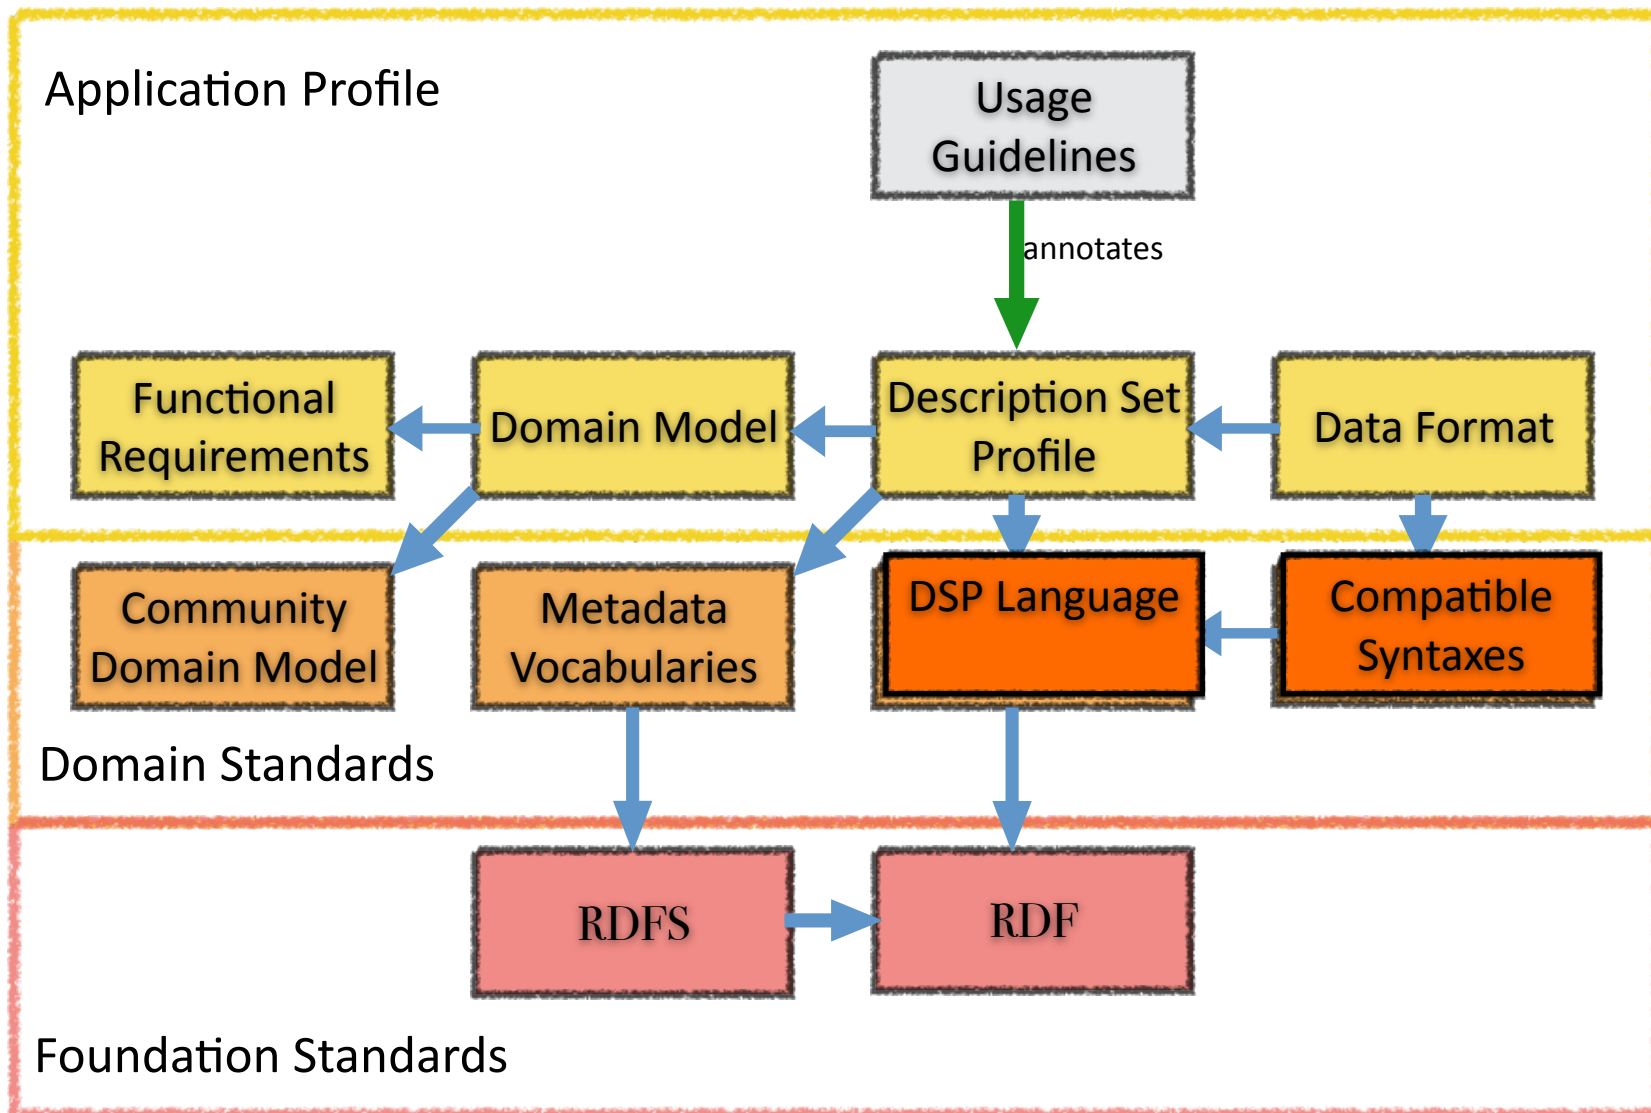 Application Profile
Usage
Guidelines
annotates
Functional
Requirements
Domain Model
Description Set
Profile
Data Format
Community
Domain Model
Metadata
Vocabularies
DSP Language
Compatible
Syntaxes
Domain Standards
RDFS
RDF
Foundation Standards